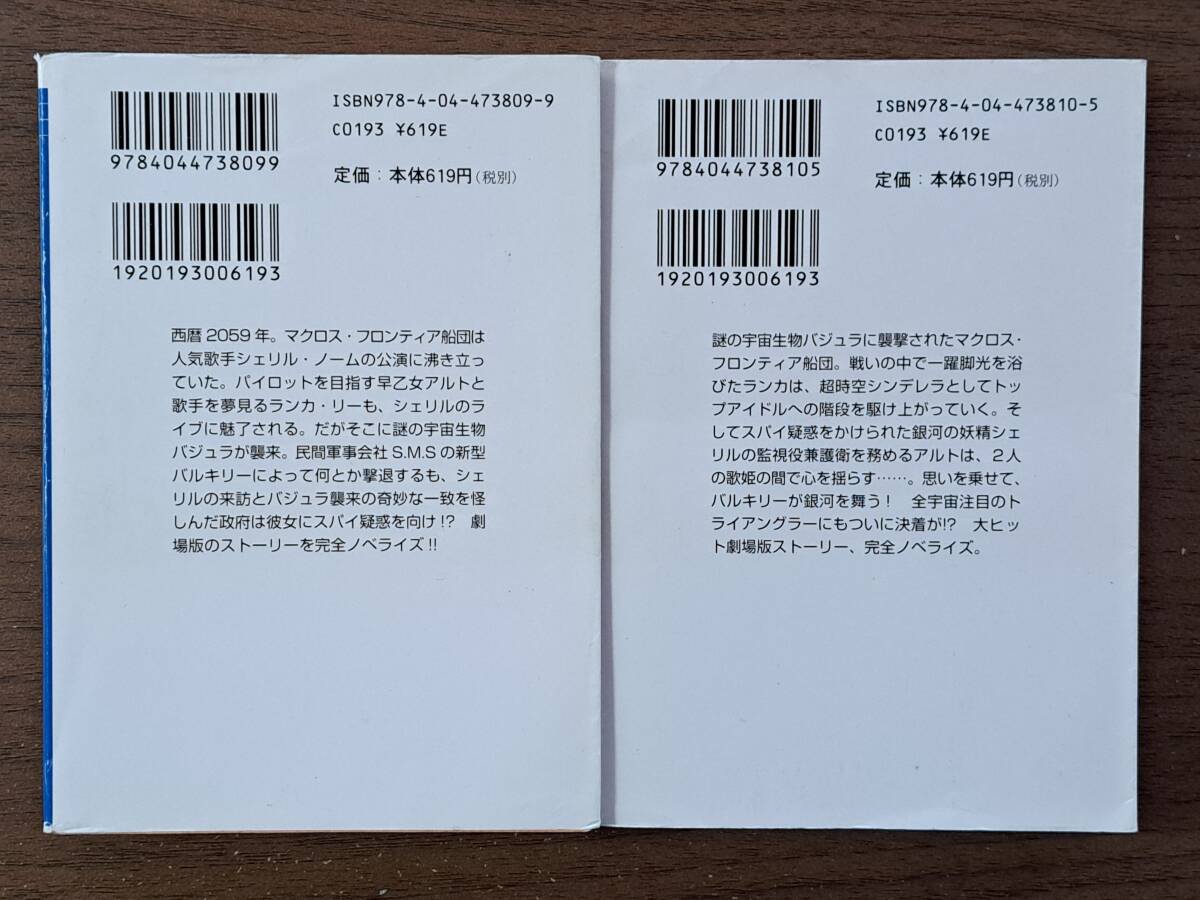 ISBN978-4-04-473809-9
C0193 ¥619E
9784044738099
定価：本体619円（税別）
1920193006193
西暦2059年。マクロス・フロンティア船団は
人気歌手シェリル・ノームの公演に沸き立っ
ていた。パイロットを目指す早乙女アルトと
歌手を夢見るランカ・リーも、シェリルのラ
イブに魅了される。だがそこに謎の宇宙生物
バジュラが襲来。民間軍事会社S.M.Sの新型
バルキリーによって何とか撃退するも、シェ
リルの来訪とバジュラ襲来の奇妙な一致を怪
しんだ政府は彼女にスパイ疑惑を向け!?　劇
場版のストーリーを完全ノベライズ!!
ISBN978-4-04-473810-5
C0193 ¥619E
9784044738105
定価：本体619円（税別）
1920193006193
謎の宇宙生物バジュラに襲撃されたマクロス・
フロンティア船団。戦いの中で一躍脚光を浴
びたランカは、超時空シンデレラとしてトッ
プアイドルへの階段を駆け上がっていく。そ
してスパイ疑惑をかけられた銀河の妖精シェ
リルの監視役兼護衛を務めるアルトは、2人
の歌姫の間で心を揺らす……。思いを乗せて、
バルキリーが銀河を舞う！　全宇宙注目のト
ライアングラーにもついに決着が!?　大ヒッ
ト劇場版ストーリー、完全ノベライズ。